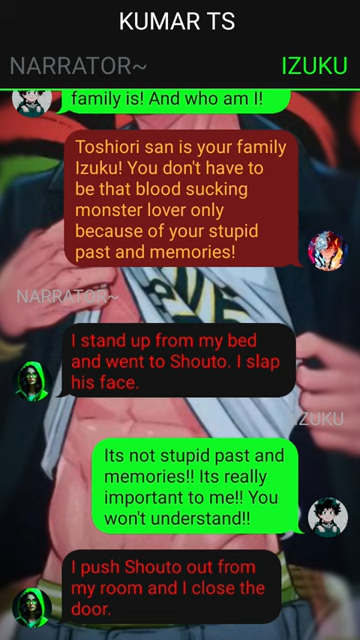 KUMAR TS
NARRATOR~
IZUKU
family is! And who am I!
Toshiori san is your family
Izuku! You don't have to
be that blood sucking
monster lover only
because of your stupid
past and memories!
NARRATOR~
I stand up from my bed
and went to Shouto. I slap
his face.
IZUKU
Its not stupid past and
memories!! Its really
important to me!! You
won't understand!!
I push Shouto out from
my room and I close the
door.